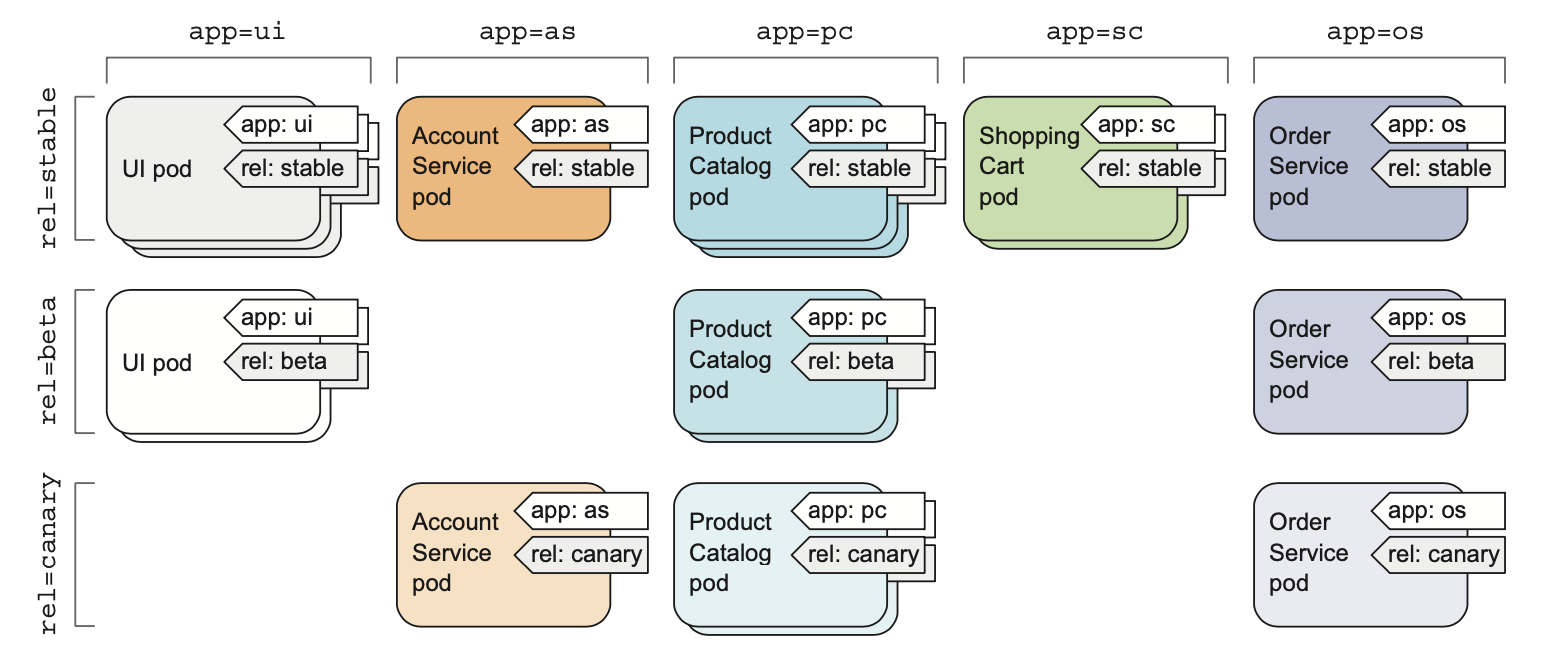 app=ui
app=as
app=pc
app=sc
app=os
rel=stable
UI pod
app: ui
rel: stable
Account
Service
pod
app: as
rel: stable
Product
Catalog
pod
app: pc
rel: stable
Shopping
Cart
pod
app: sc
rel: stable
Order
Service
pod
app: os
rel: stable
rel=beta
UI pod
app: ui
rel: beta
Product
Catalog
pod
app: pc
rel: beta
Order
Service
pod
app: os
rel: beta
rel=canary
Account
Service
pod
app: as
rel: canary
Product
Catalog
pod
app: pc
rel: canary
Order
Service
pod
app: os
rel: canary